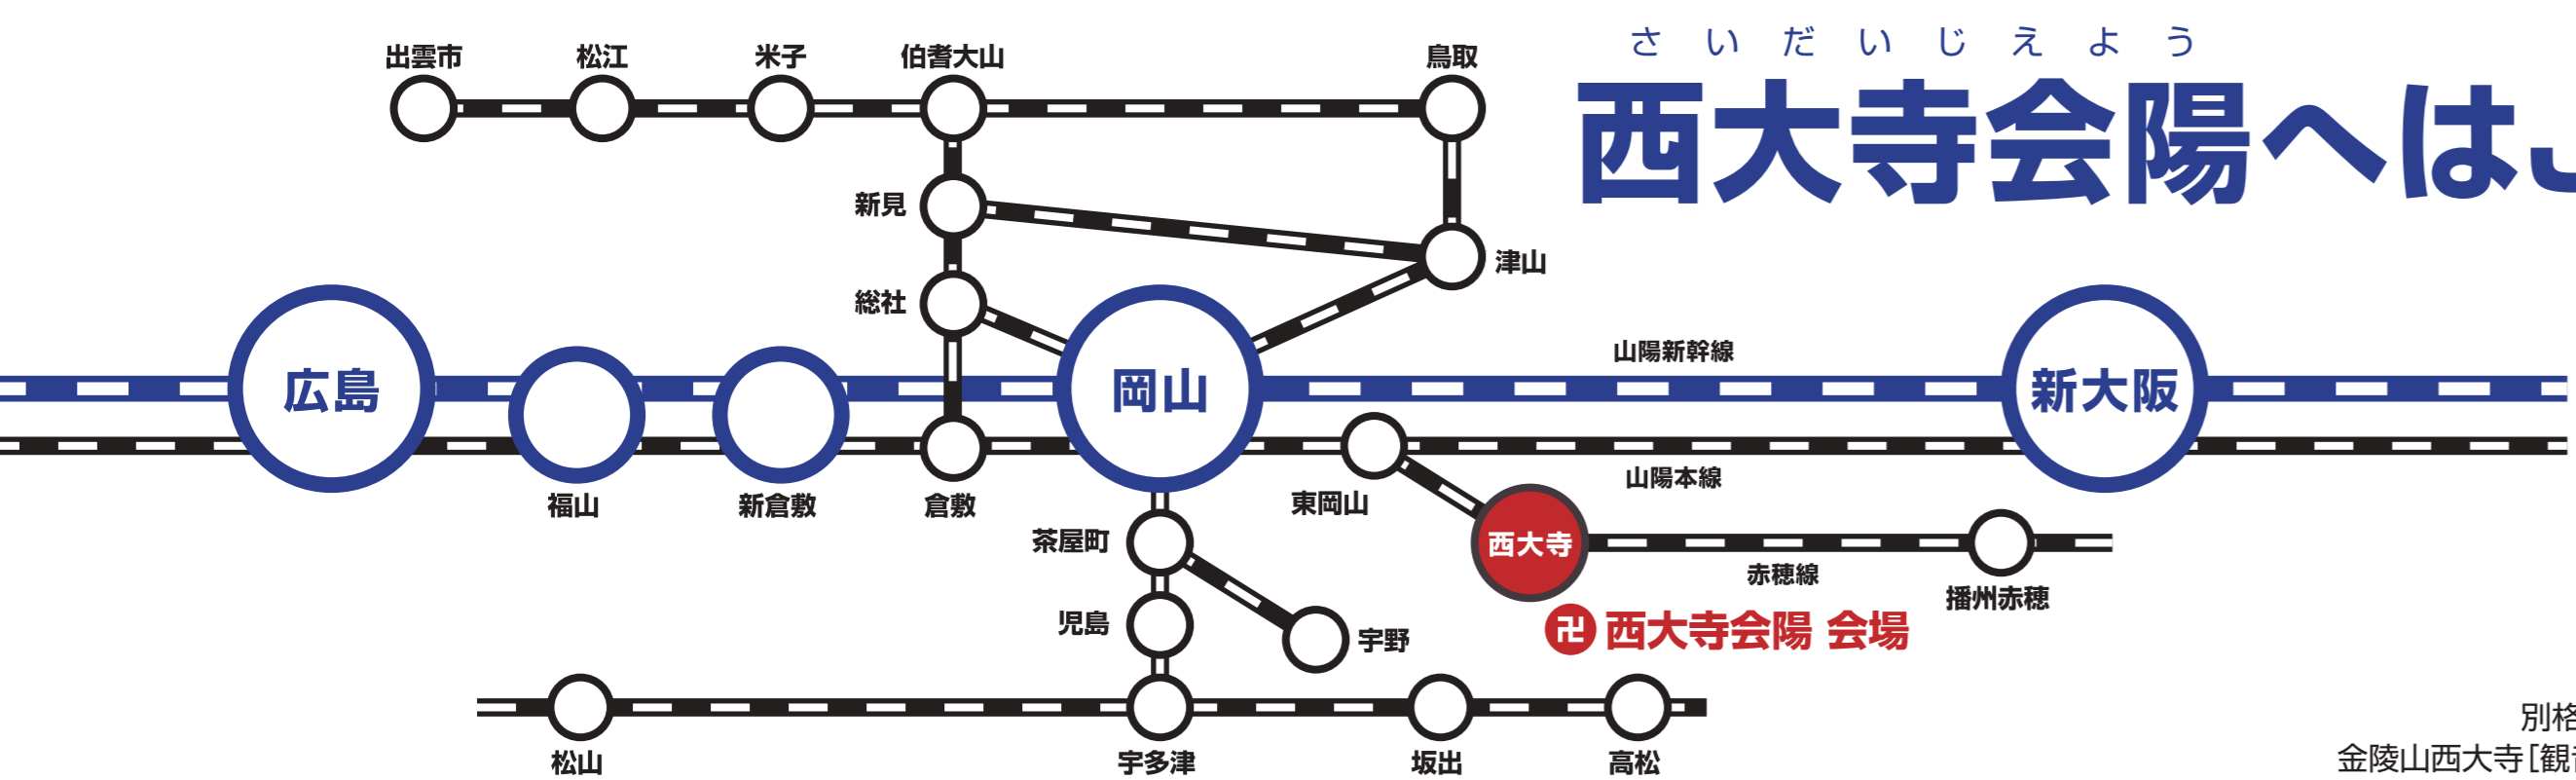 さいだいじえよう
西大寺会陽へは
出雲市
松江
米子
伯耆大山
鳥取
新見
津山
総社
山陽新幹線
広島
岡山
新大阪
山陽本線
福山
新倉敷
倉敷
東岡山
茶屋町
西大寺
赤穂線
播州赤穂
児島
宇野
卍 西大寺会陽 会場
松山
宇多津
坂出
高松
別格
金陵山西大寺[観